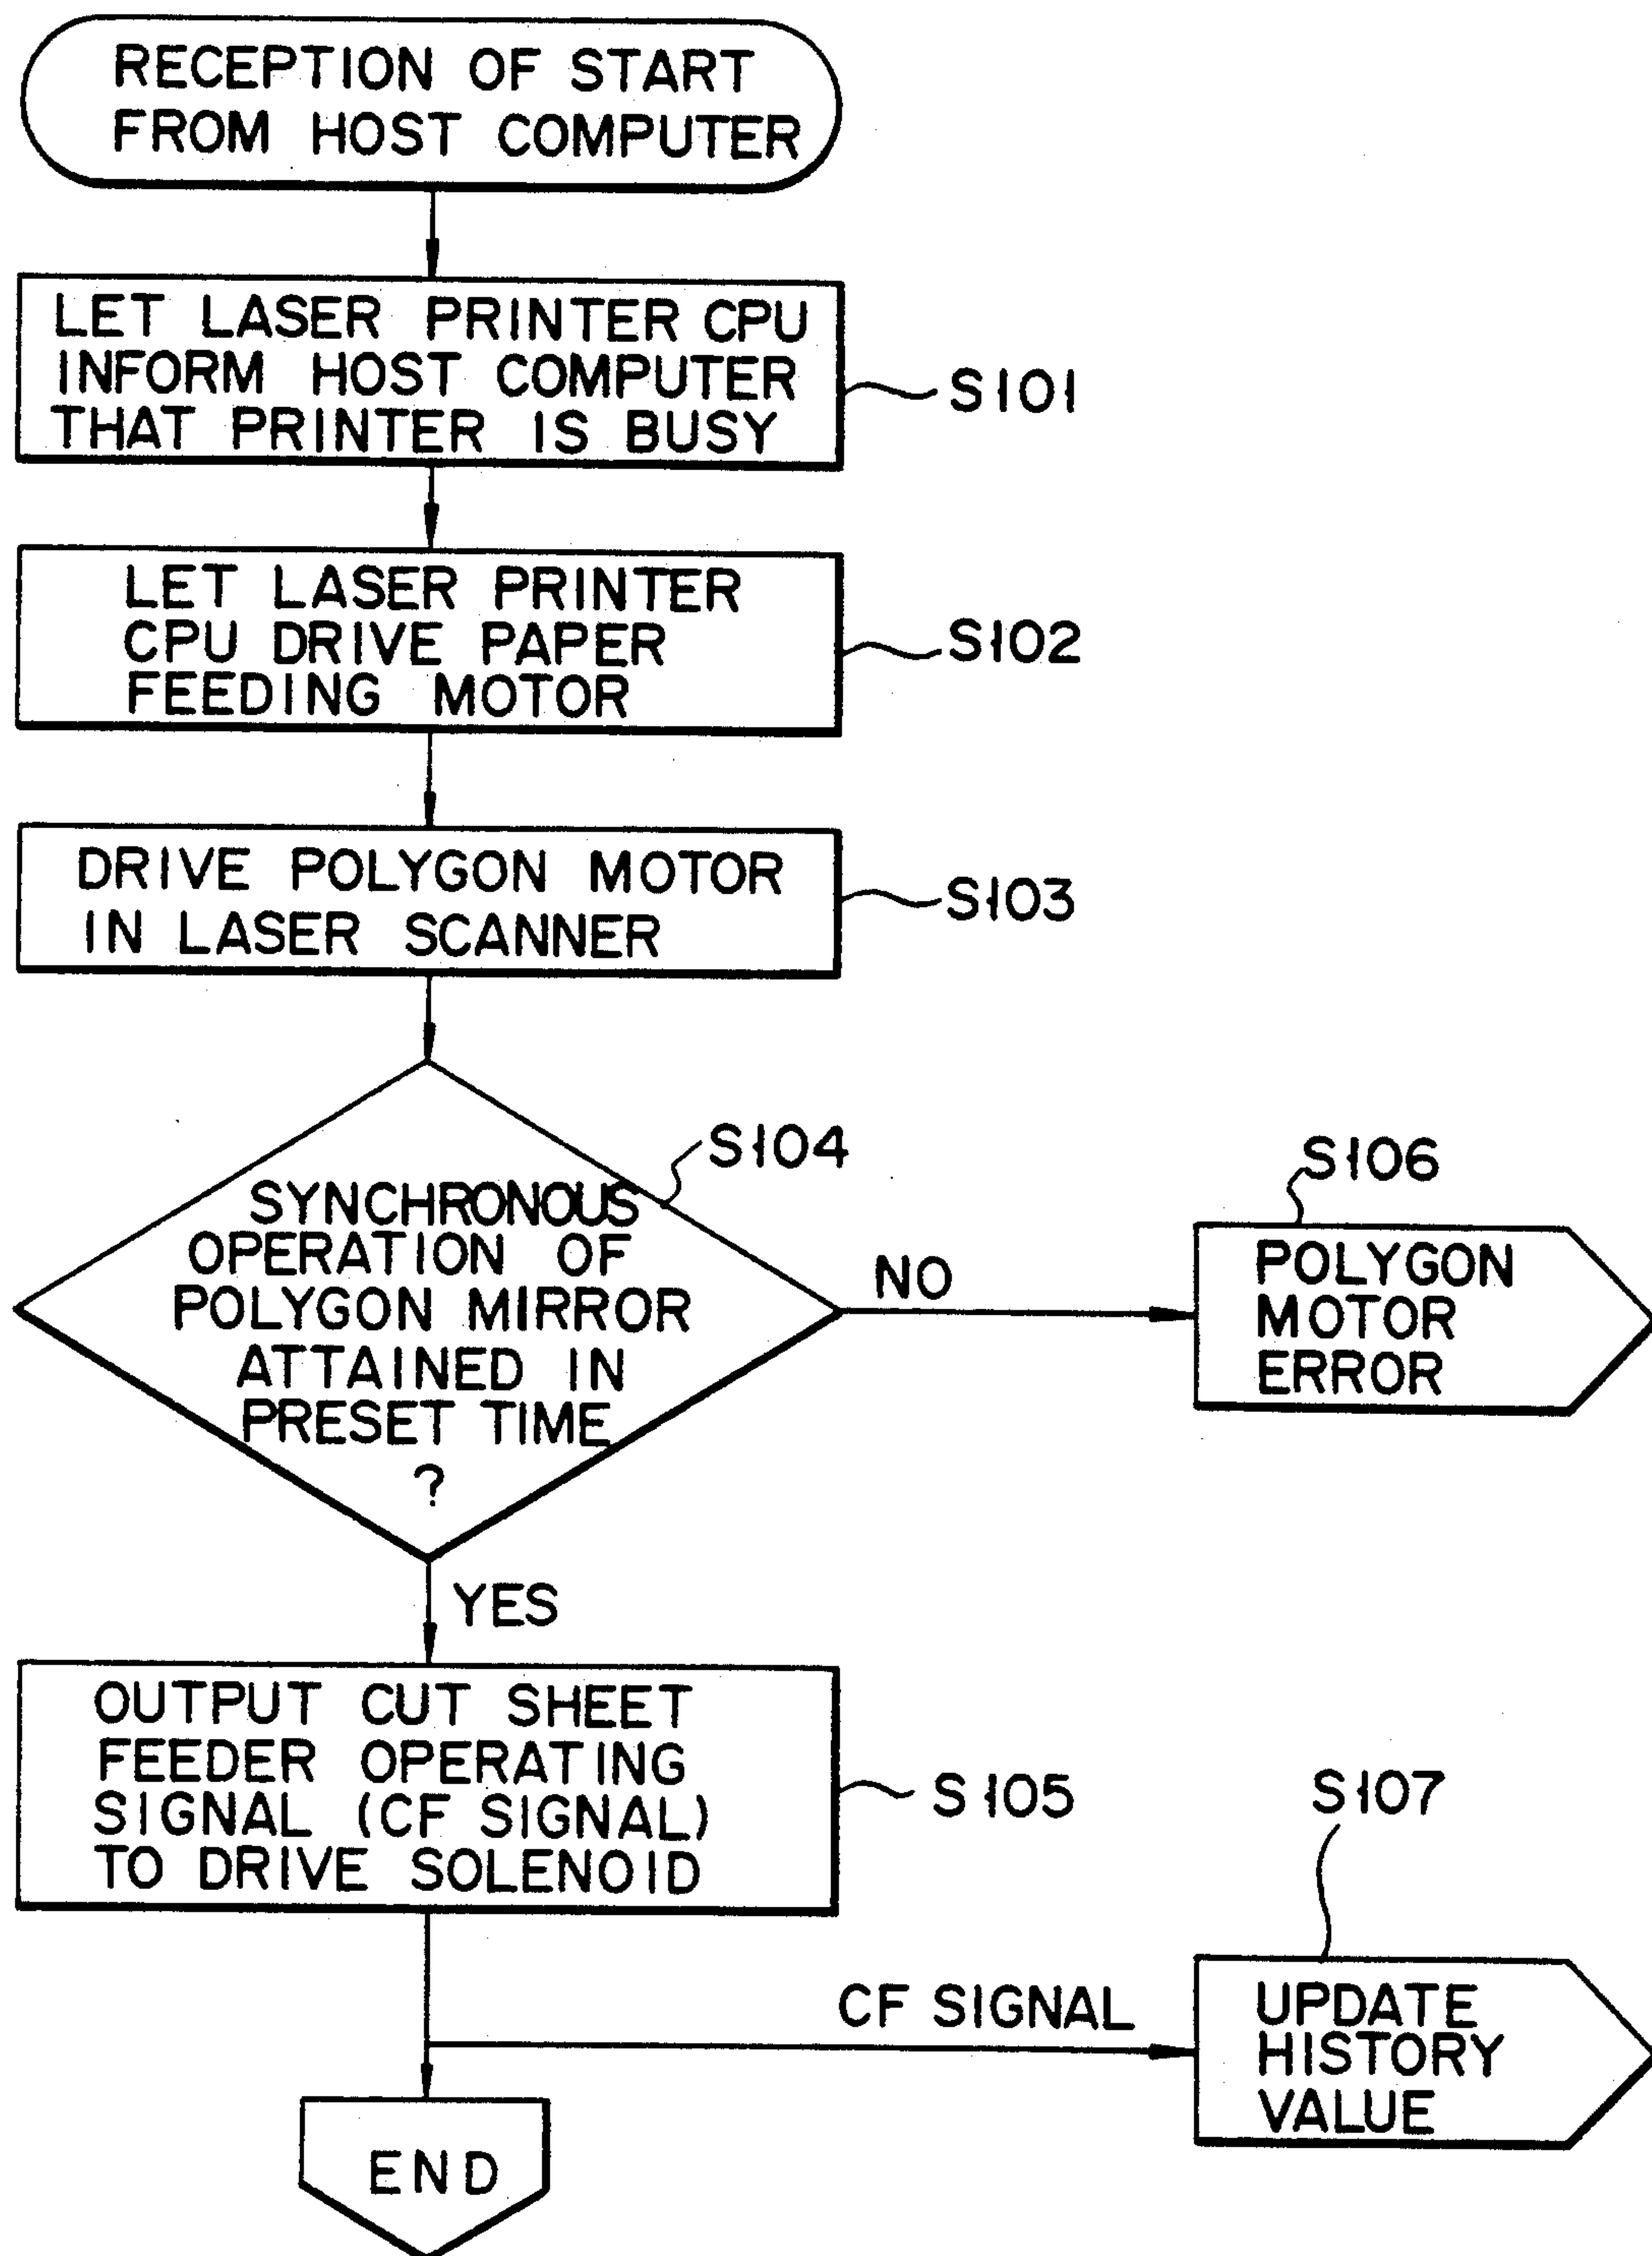 RECEPTION OF START
FROM HOST COMPUTER
LET LASER PRINTER CPU
INFORM HOST COMPUTER
THAT PRINTER IS BUSY
S101
LET LASER PRINTER
CPU DRIVE PAPER
FEEDING MOTOR
S102
DRIVE POLYGON MOTOR
IN LASER SCANNER
S103
S104
SYNCHRONOUS
OPERATION OF
POLYGON MIRROR
ATTAINED IN
PRESET TIME
?
NO
S106
POLYGON
MOTOR
ERROR
YES
OUTPUT CUT SHEET
FEEDER OPERATING
SIGNAL (CF SIGNAL)
TO DRIVE SOLENOID
S105
S107
CF SIGNAL
UPDATE
HISTORY
VALUE
END